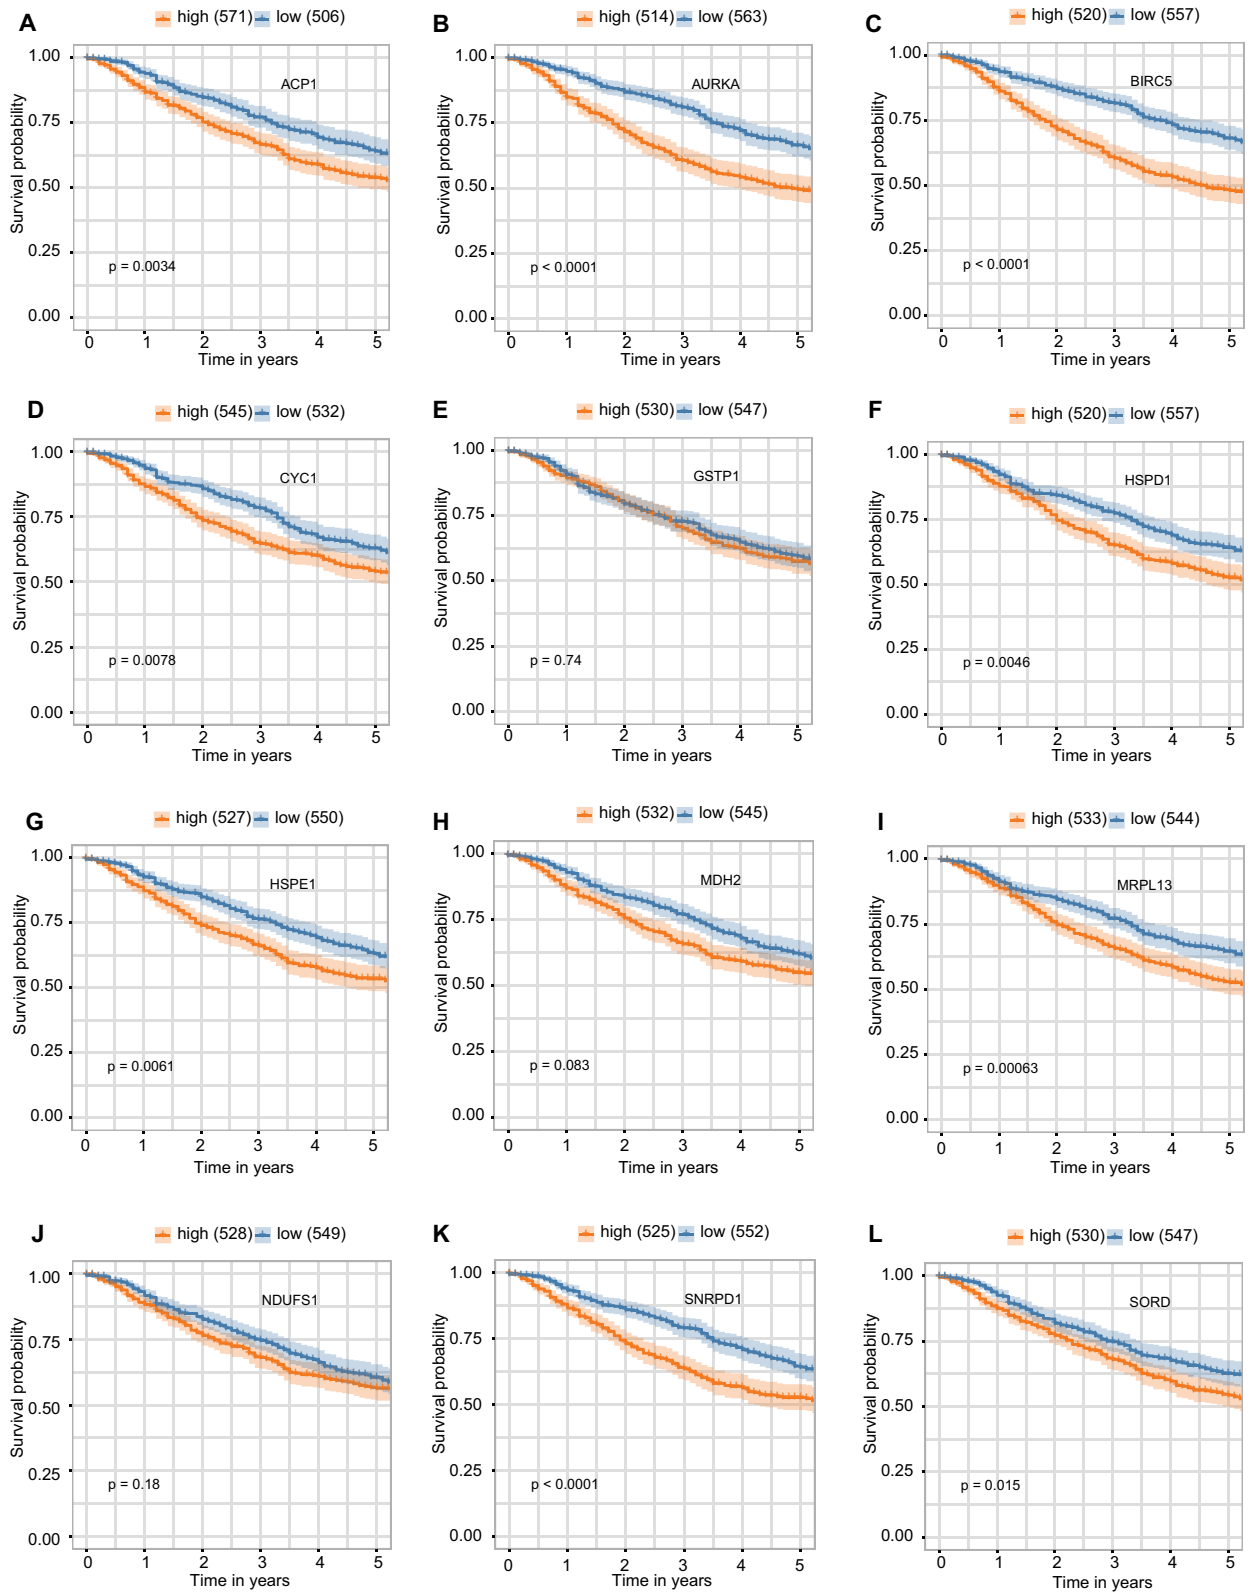 A
high (571) low (506)
1.00
0.75
0.50
0.25
0.00
Survival probability
ACP1
p = 0.0034
0 1 2 3 4 5
Time in years
B
high (514) low (563)
1.00
0.75
0.50
0.25
0.00
Survival probability
AURKA
p < 0.0001
0 1 2 3 4 5
Time in years
C
high (520) low (557)
1.00
0.75
0.50
0.25
0.00
Survival probability
BIRC5
p < 0.0001
0 1 2 3 4 5
Time in years
D
high (545) low (532)
1.00
0.75
0.50
0.25
0.00
Survival probability
CYC1
p = 0.0078
0 1 2 3 4 5
Time in years
E
high (530) low (547)
1.00
0.75
0.50
0.25
0.00
Survival probability
GSTP1
p = 0.74
0 1 2 3 4 5
Time in years
F
high (520) low (557)
1.00
0.75
0.50
0.25
0.00
Survival probability
HSPD1
p = 0.0046
0 1 2 3 4 5
Time in years
G
high (527) low (550)
1.00
0.75
0.50
0.25
0.00
Survival probability
HSPE1
p = 0.0061
0 1 2 3 4 5
Time in years
H
high (532) low (545)
1.00
0.75
0.50
0.25
0.00
Survival probability
MDH2
p = 0.083
0 1 2 3 4 5
Time in years
I
high (533) low (544)
1.00
0.75
0.50
0.25
0.00
Survival probability
MRPL13
p = 0.00063
0 1 2 3 4 5
Time in years
J
high (528) low (549)
1.00
0.75
0.50
0.25
0.00
Survival probability
NDUFS1
p = 0.18
0 1 2 3 4 5
Time in years
K
high (525) low (552)
1.00
0.75
0.50
0.25
0.00
Survival probability
SNRPD1
p < 0.0001
0 1 2 3 4 5
Time in years
L
high (530) low (547)
1.00
0.75
0.50
0.25
0.00
Survival probability
SORD
p = 0.015
0 1 2 3 4 5
Time in years